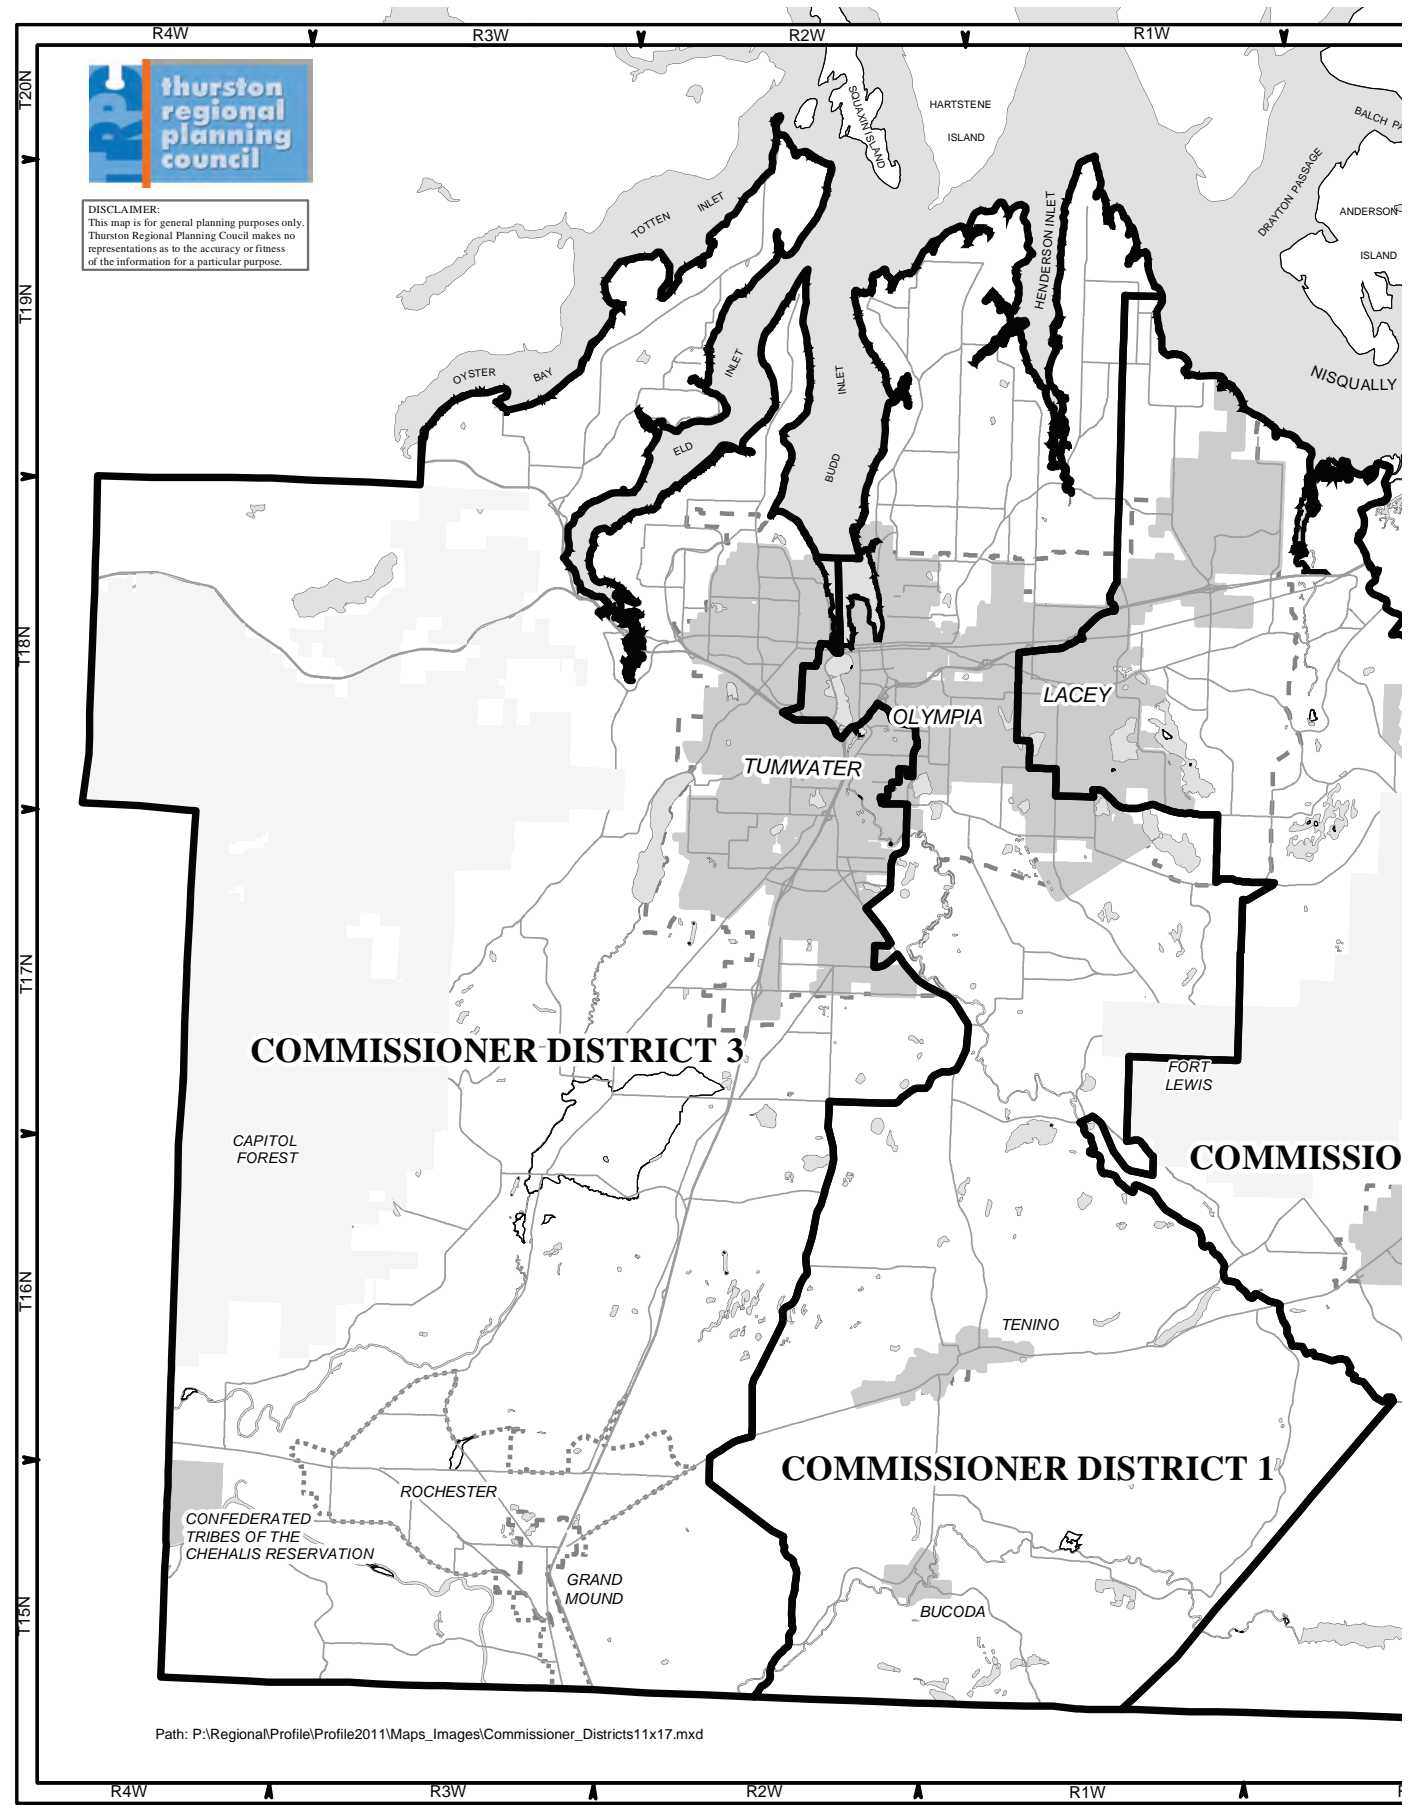 R4W
R3W
R2W
R1W
T20N
thurston
regional
planning
council
TRPC
DISCLAIMER:
This map is for general planning purposes only.
Thurston Regional Planning Coucil makes no
representations as to the accuracy or fitness
of the information for a particular purpose.
SQUAXIN ISLAND
HARTSTENE
ISLAND
BALCH PA
DRAYTON PASSAGE
ANDERSON
ISLAND
TOTTEN INLET
HENDERSON INLET
T19N
OYSTER BAY
INLET
ELD
INLET
BUDD
NISQUALLY
T18N
LACEY
OLYMPIA
TUMWATER
T17N
COMMISSIONER DISTRICT 3
FORT
LEWIS
CAPITOL
FOREST
COMMISSIO
T16N
TENINO
COMMISSIONER DISTRICT 1
ROCHESTER
CONFEDERATED
TRIBES OF THE
CHEHALIS RESERVATION
GRAND
MOUND
BUCODA
T15N
Path: P:\Regional\Profile\Profile2011\Maps_Images\Commissioner_Districts11x17.mxd
R4W
R3W
R2W
R1W